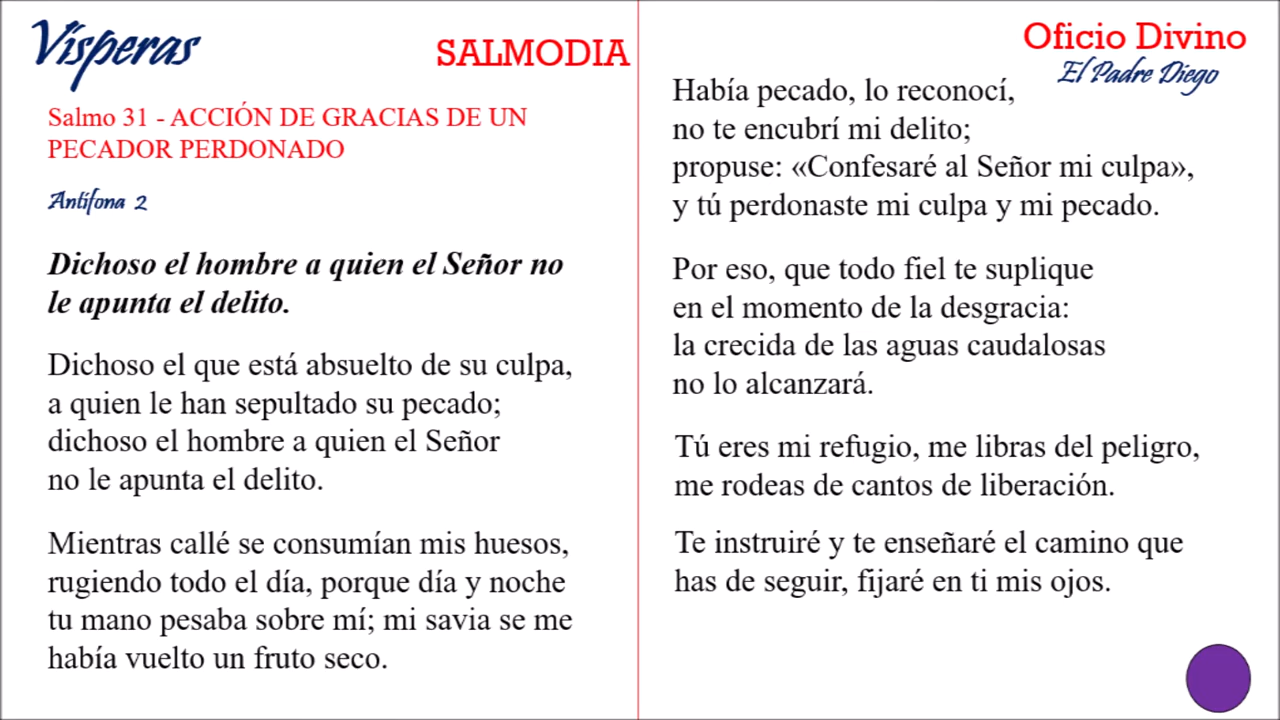 Vísperas
SALMODIA
Salmo 31 - ACCIÓN DE GRACIAS DE UN
PECADOR PERDONADO
Antífona 2
Dichoso el hombre a quien el Señor no
le apunta el delito.
Dichoso el que está absuelto de su culpa,
a quien le han sepultado su pecado;
dichoso el hombre a quien el Señor
no le apunta el delito.
Mientras callé se consumían mis huesos,
rugiendo todo el día, porque día y noche
tu mano pesaba sobre mí; mi savia se me
había vuelto un fruto seco.
Oficio Divino
El Padre Diego
Había pecado, lo reconocí,
no te encubrí mi delito;
propuse: «Confesaré al Señor mi culpa»,
y tú perdonaste mi culpa y mi pecado.
Por eso, que todo fiel te suplique
en el momento de la desgracia:
la crecida de las aguas caudalosas
no lo alcanzará.
Tú eres mi refugio, me libras del peligro,
me rodeas de cantos de liberación.
Te instruiré y te enseñaré el camino que
has de seguir, fijaré en ti mis ojos.